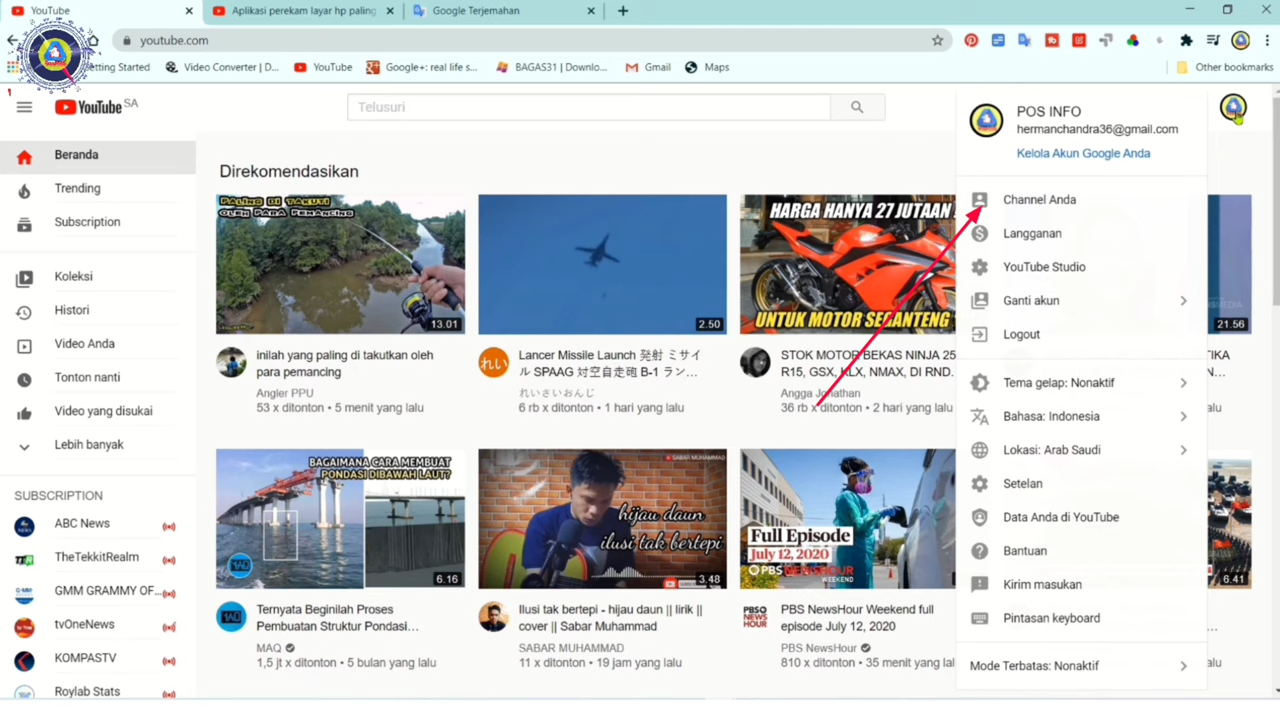 YouTube
Aplikasi perekam layar hp paling
Google Terjemahan
youtube.com
etting Started
Video Converter | D...
YouTube
Google+: real life s...
BAGAS31 | Downlo...
Gmail
Maps
Other bookmarks
YouTube SA
Telusuri
POS INFO
hermanchandra36@gmail.com
Kelola Akun Google Anda
Channel Anda
Langganan
YouTube Studio
Ganti akun
Logout
Tema gelap: Nonaktif
Bahasa: Indonesia
Lokasi: Arab Saudi
Setelan
Data Anda di YouTube
Bantuan
Kirim masukan
Pintasan keyboard
Mode Terbatas: Nonaktif
Beranda
Trending
Subscription
Koleksi
Histori
Video Anda
Tonton nanti
Video yang disukai
Lebih banyak
SUBSCRIPTION
ABC News
TheTekkitRealm
GMM GRAMMY OF...
tvOneNews
KOMPASTV
Roylab Stats
Direkomendasikan
PALING DI TAKUTI
OLEH PARA PEMANCING
13.01
inilah yang paling di takutkan oleh
para pemancing
Angler PPU
53 x ditonton • 5 menit yang lalu
2.50
れい
Lancer Missile Launch 発射 ミサイ
ル SPAAG 対空自走砲 B-1 ラン...
れいさいおんじ
6 rb x ditonton • 1 hari yang lalu
HARGA HANYA 27 JUTAAN
UNTUK MOTOR SEGANTENG
STOK MOTOR BEKAS NINJA 25
R15, GSX, KLX, NMAX, DI RND.
Angga Jonathan
36 rb x ditonton • 2 hari yang lalu
21.56
TIKA
alu
BAGAIMANA CARA MEMBUAT
PONDASI DIBAWAH LAUT?
6.16
Ternyata Beginilah Proses
Pembuatan Struktur Pondasi...
MAQ
1,5 jt x ditonton • 5 bulan yang lalu
SABAR MUHAMMAD
hijau daun
ilusi tak bertepi
3.48
Ilusi tak bertepi - hijau daun || lirik ||
cover || Sabar Muhammad
SABAR MUHAMMAD
11 x ditonton • 19 jam yang lalu
Full Episode
July 12, 2020
PBS NEWSHOUR
WEEKEND
PBSO
NEWS
HOUR
PBS NewsHour Weekend full
episode July 12, 2020
PBS NewsHour
810 x ditonton • 35 menit yang lalu
6.41
...
alu